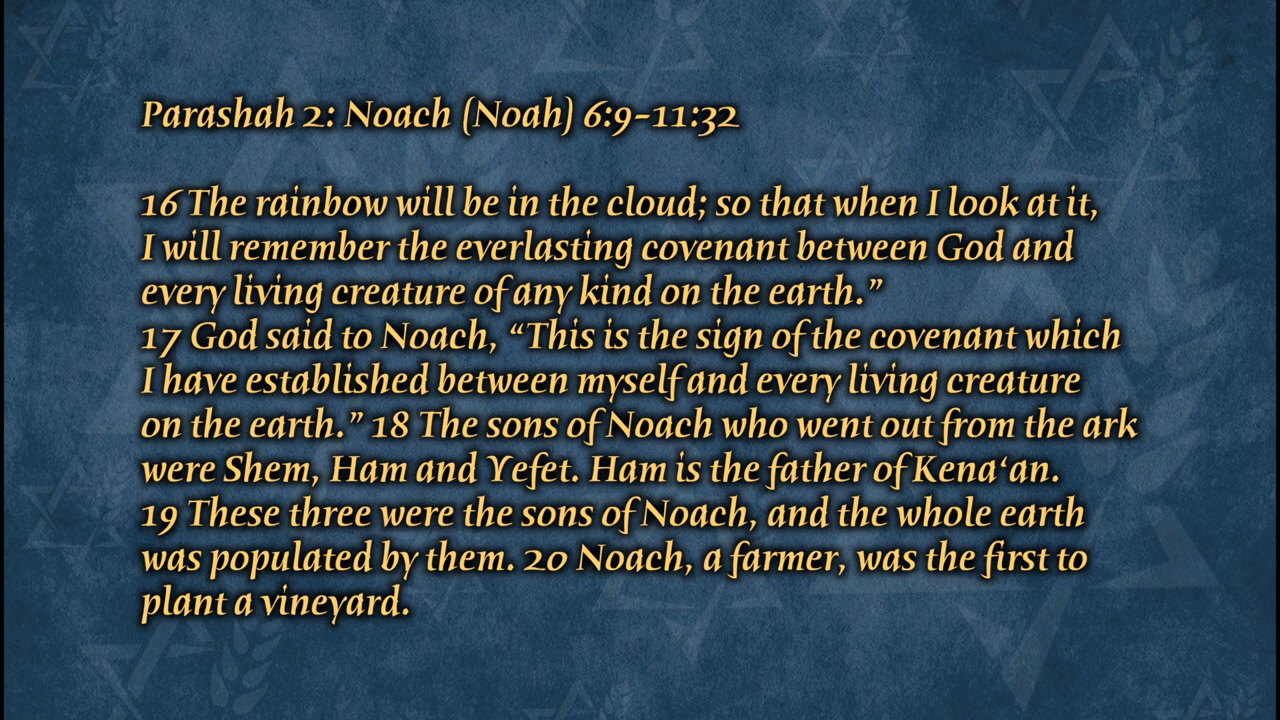 Parashah 2: Noach (Noah) 6:9-11:32
16 The rainbow will be in the cloud; so that when I look at it,
I will remember the everlasting covenant between God and
every living creature of any kind on the earth.”
17 God said to Noach, “This is the sign of the covenant which
I have established between myself and every living creature
on the earth.” 18 The sons of Noach who went out from the ark
were Shem, Ham and Yefet. Ham is the father of Kena‘an.
19 These three were the sons of Noach, and the whole earth
was populated by them. 20 Noach, a farmer, was the first to
plant a vineyard.